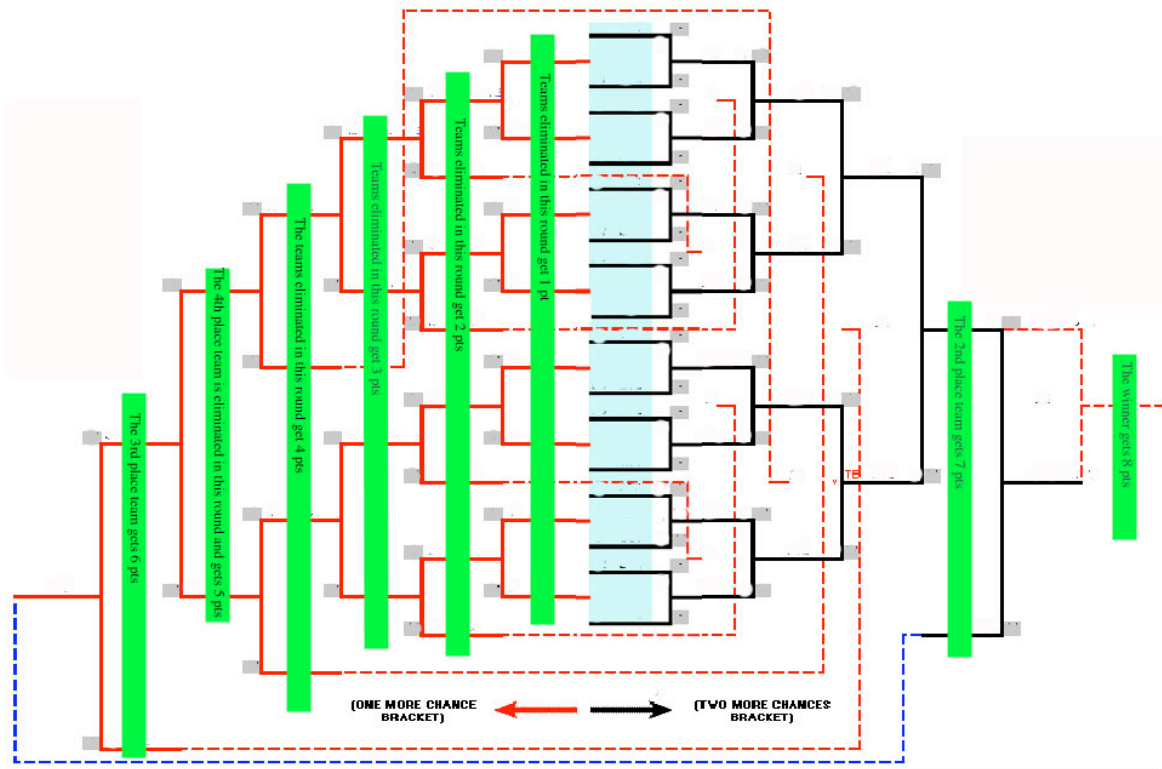 The 3rd place team gets 6 pts
The 4th place team is eliminated in this round and gets 5 pts
The teams eliminated in this round get 4 pts
Teams eliminated in this round get 3 pts
Teams eliminated in this round get 2 pts
Teams eliminated in this round get 1 pt
The 2nd place team gets 7 pts
The winner gets 8 pts
TB
(ONE MORE CHANCE
BRACKET)
(TWO MORE CHANCES
BRACKET)